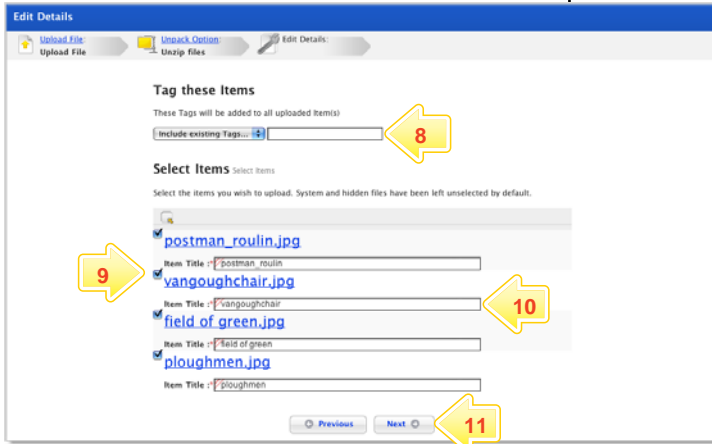 Edit Details
Upload File: Unpack Option: Edit Details:
Upload File Unzip files
Tag these Items
These Tags will be added to all uploaded Item(s)
Include existing Tags...
8
Select Items Select Items
Select the items you wish to upload. System and hidden files have been left unselected by default.
postman_roulin.jpg
Item Title :* postman_roulin
9
vangoughchair.jpg
Item Title :* vangoughchair
10
field of green.jpg
Item Title :* field of green
ploughmen.jpg
Item Title :* ploughmen
Previous Next
11